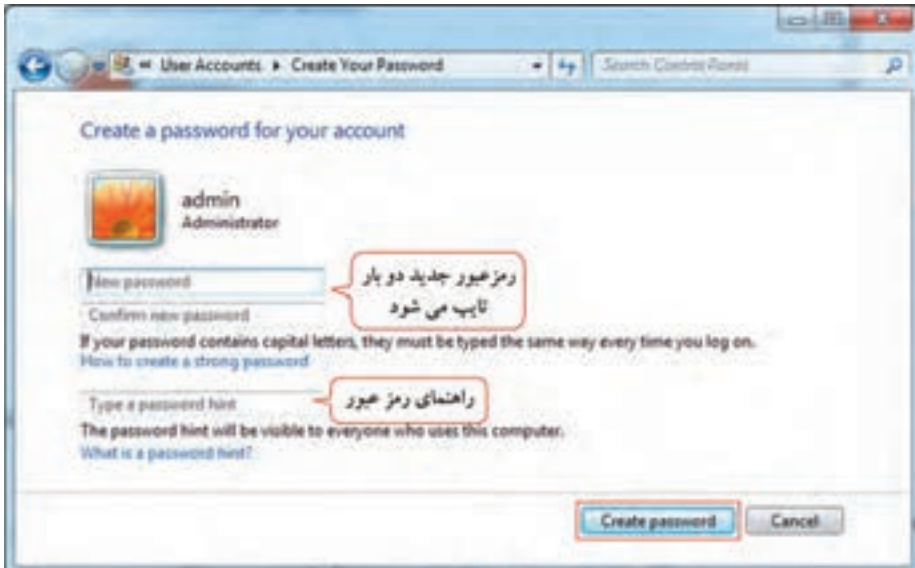 User Accounts ▸ Create Your Password
Search Control Panel
Create a password for your account
admin
Administrator
New password
رمز عبور جدید دو بار
تایپ می شود
Confirm new password
If your password contains capital letters, they must be typed the same way every time you log on.
How to create a strong password
Type a password hint
راهنمای رمز عبور
The password hint will be visible to everyone who uses this computer.
What is a password hint?
Create password
Cancel